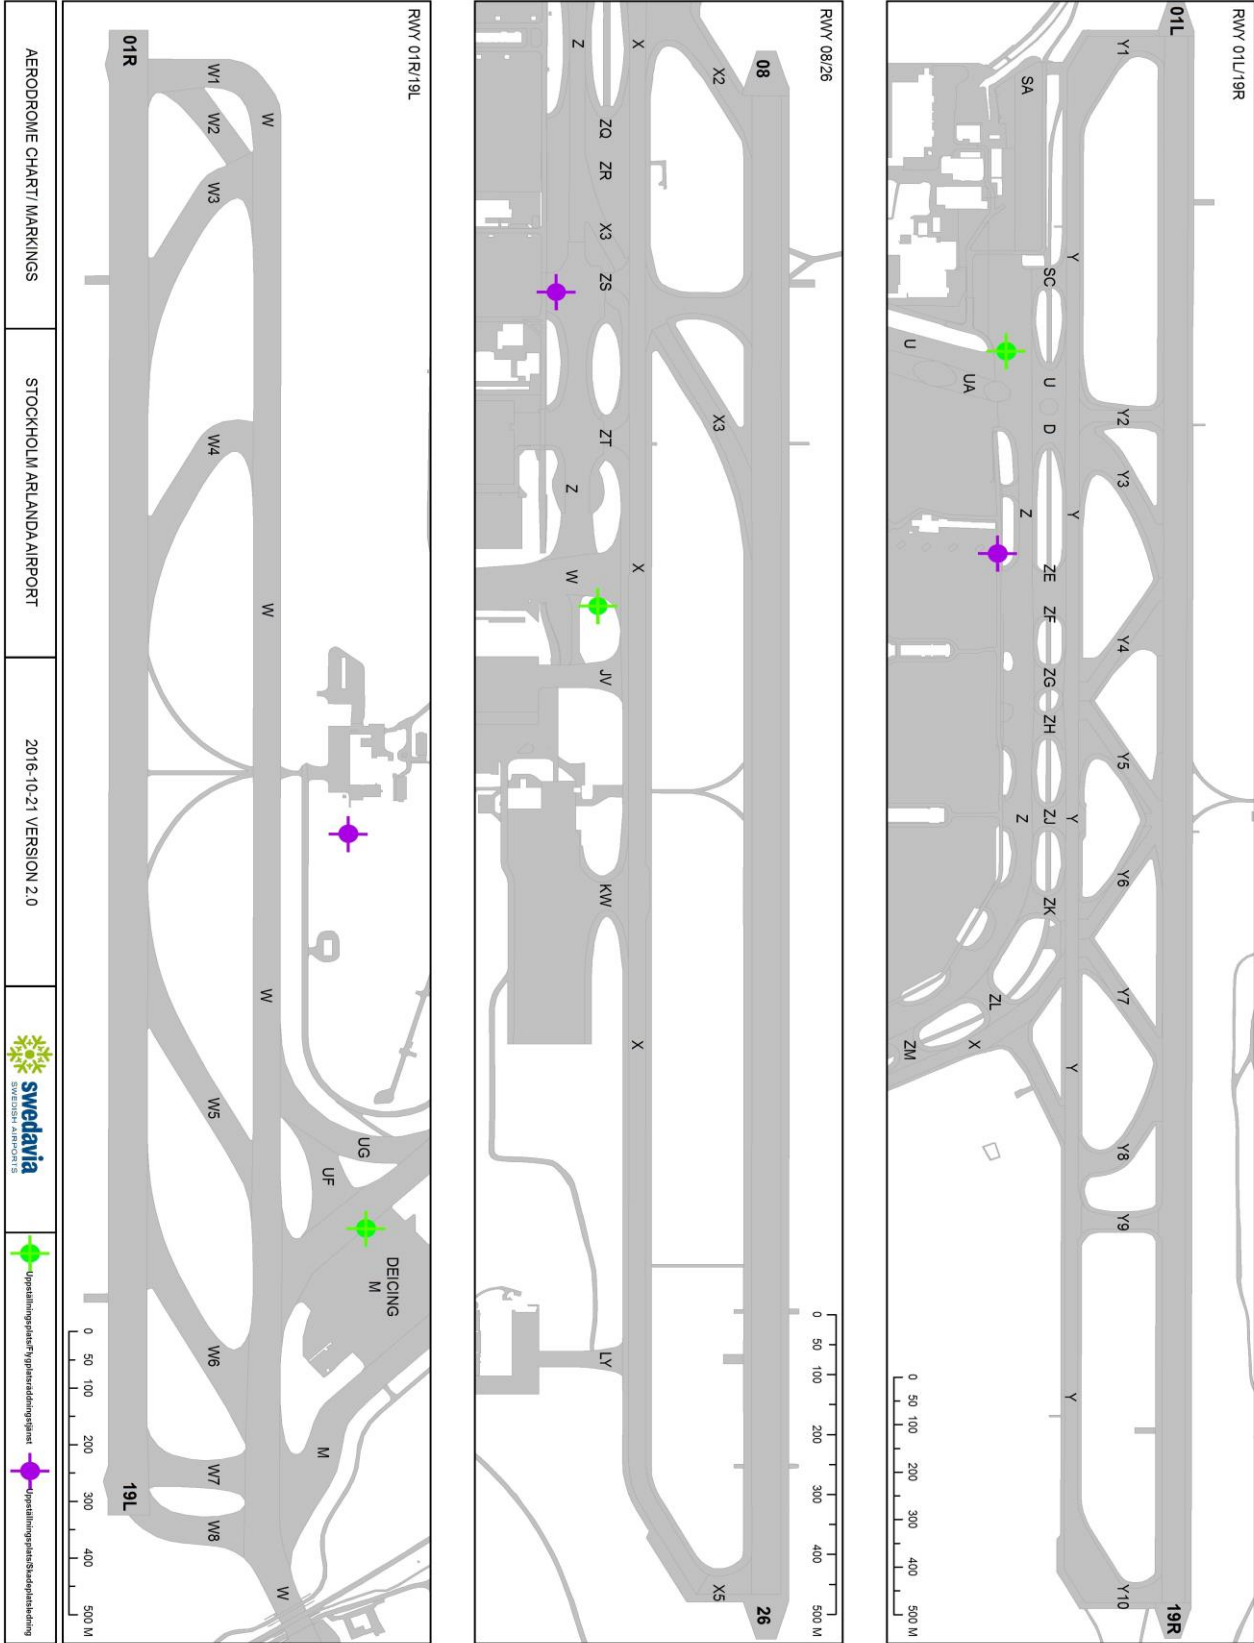 RWY 01L/19R
01L
Y1
SA
Y
SC
U
UA
U
D
Y2
Y3
Z
Y
ZE
ZF
Y4
ZG
ZH
Y5
Z
ZJ
Y
Y6
ZK
Y7
ZL
X
ZM
Y
Y8
Y9
Y
Y10
19R
0
50
100
200
300
400
500 M
RWY 08/26
08
X2
X
Z
ZQ
ZR
X3
ZS
X3
ZT
Z
X
W
JV
KW
X
LY
X5
26
0
50
100
200
300
400
500 M
RWY 01R/19L
01R
W1
W2
W
W3
W4
W
W
W5
UG
UF
DEICING
M
W6
M
W7
W8
W
19L
0
50
100
200
300
400
500 M
AERODROME CHART/ MARKINGS
STOCKHOLM ARLANDA AIRPORT
2016-10-21 VERSION 2.0
swedavia
SWEDISH AIRPORTS
Uppställningsplats/Flygplatsräddningstjänst
Uppställningsplats/Skadeplatsledning